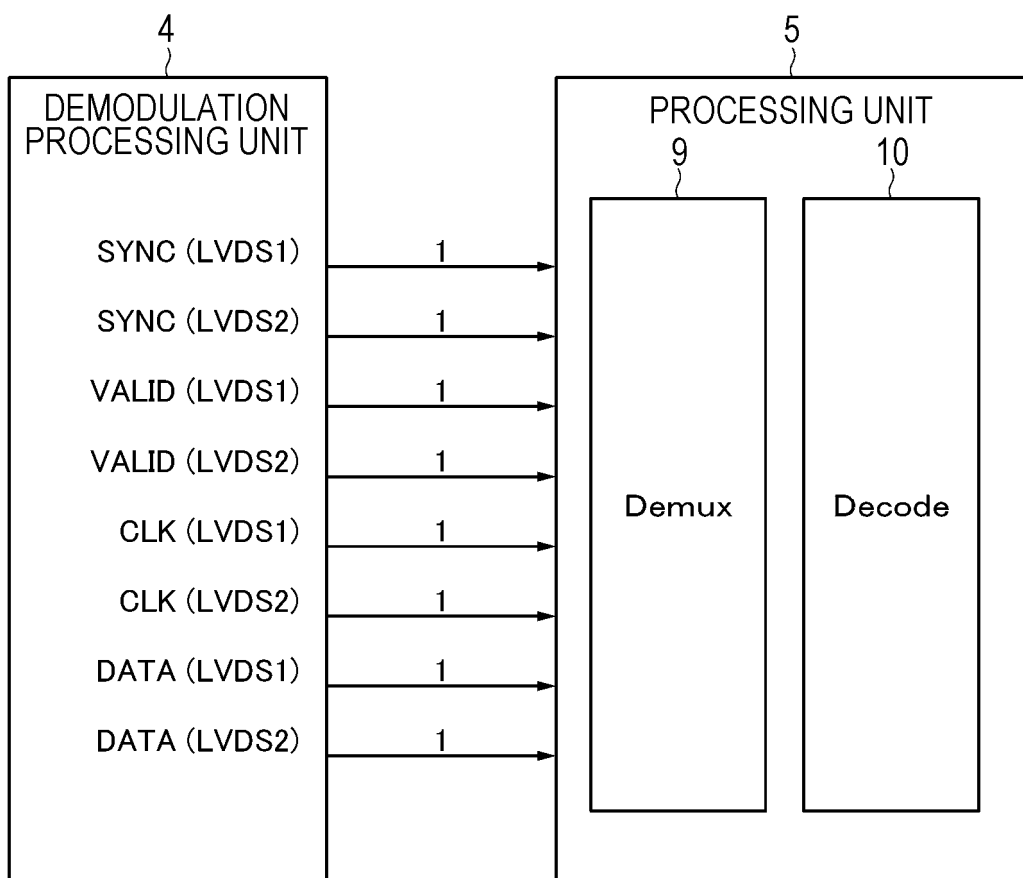 4
5
DEMODULATION
PROCESSING UNIT
PROCESSING UNIT
9
10
SYNC (LVDS1)
1
SYNC (LVDS2)
1
VALID (LVDS1)
1
VALID (LVDS2)
1
CLK (LVDS1)
1
CLK (LVDS2)
1
DATA (LVDS1)
1
DATA (LVDS2)
1
Demux
Decode